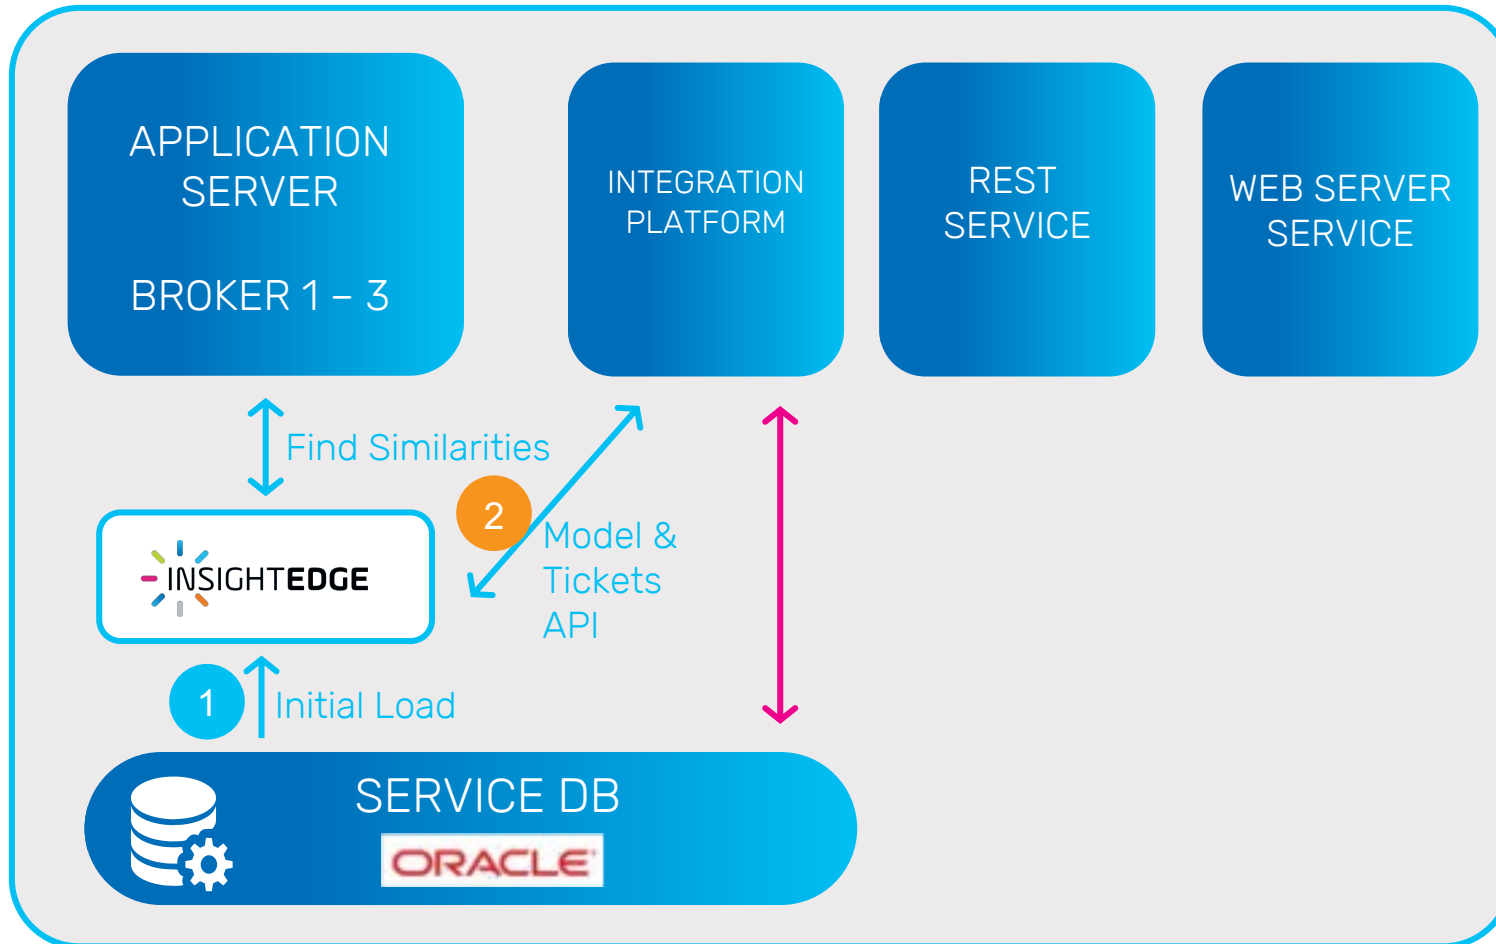 APPLICATION
SERVER
BROKER 1 – 3
INTEGRATION
PLATFORM
REST
SERVICE
WEB SERVER
SERVICE
Find Similarities
2
Model &
Tickets
API
INSIGHTEDGE
1
Initial Load
SERVICE DB
ORACLE